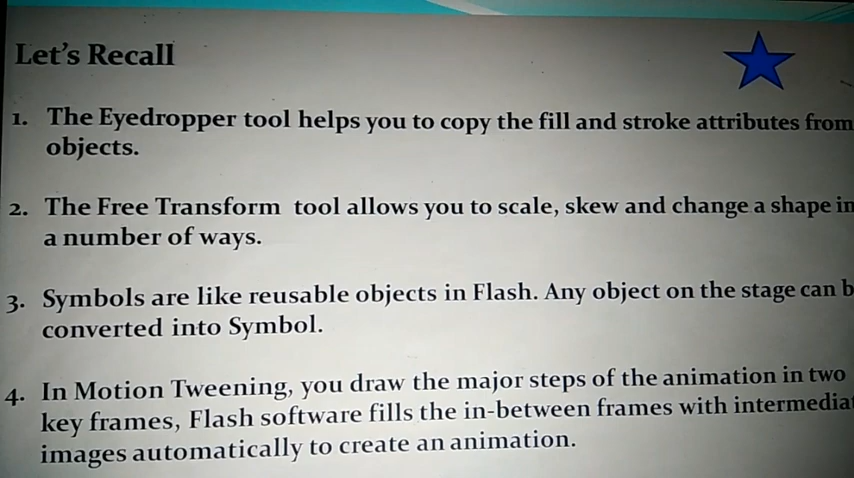 Let's Recall
1. The Eyedropper tool helps you to copy the fill and stroke attributes from
objects.
2. The Free Transform tool allows you to scale, skew and change a shape in
a number of ways.
3. Symbols are like reusable objects in Flash. Any object on the stage can
converted into Symbol.
4. In Motion Tweening, you draw the major steps of the animation in two
key frames, Flash software fills the in-between frames with
images automatically to create an animation.